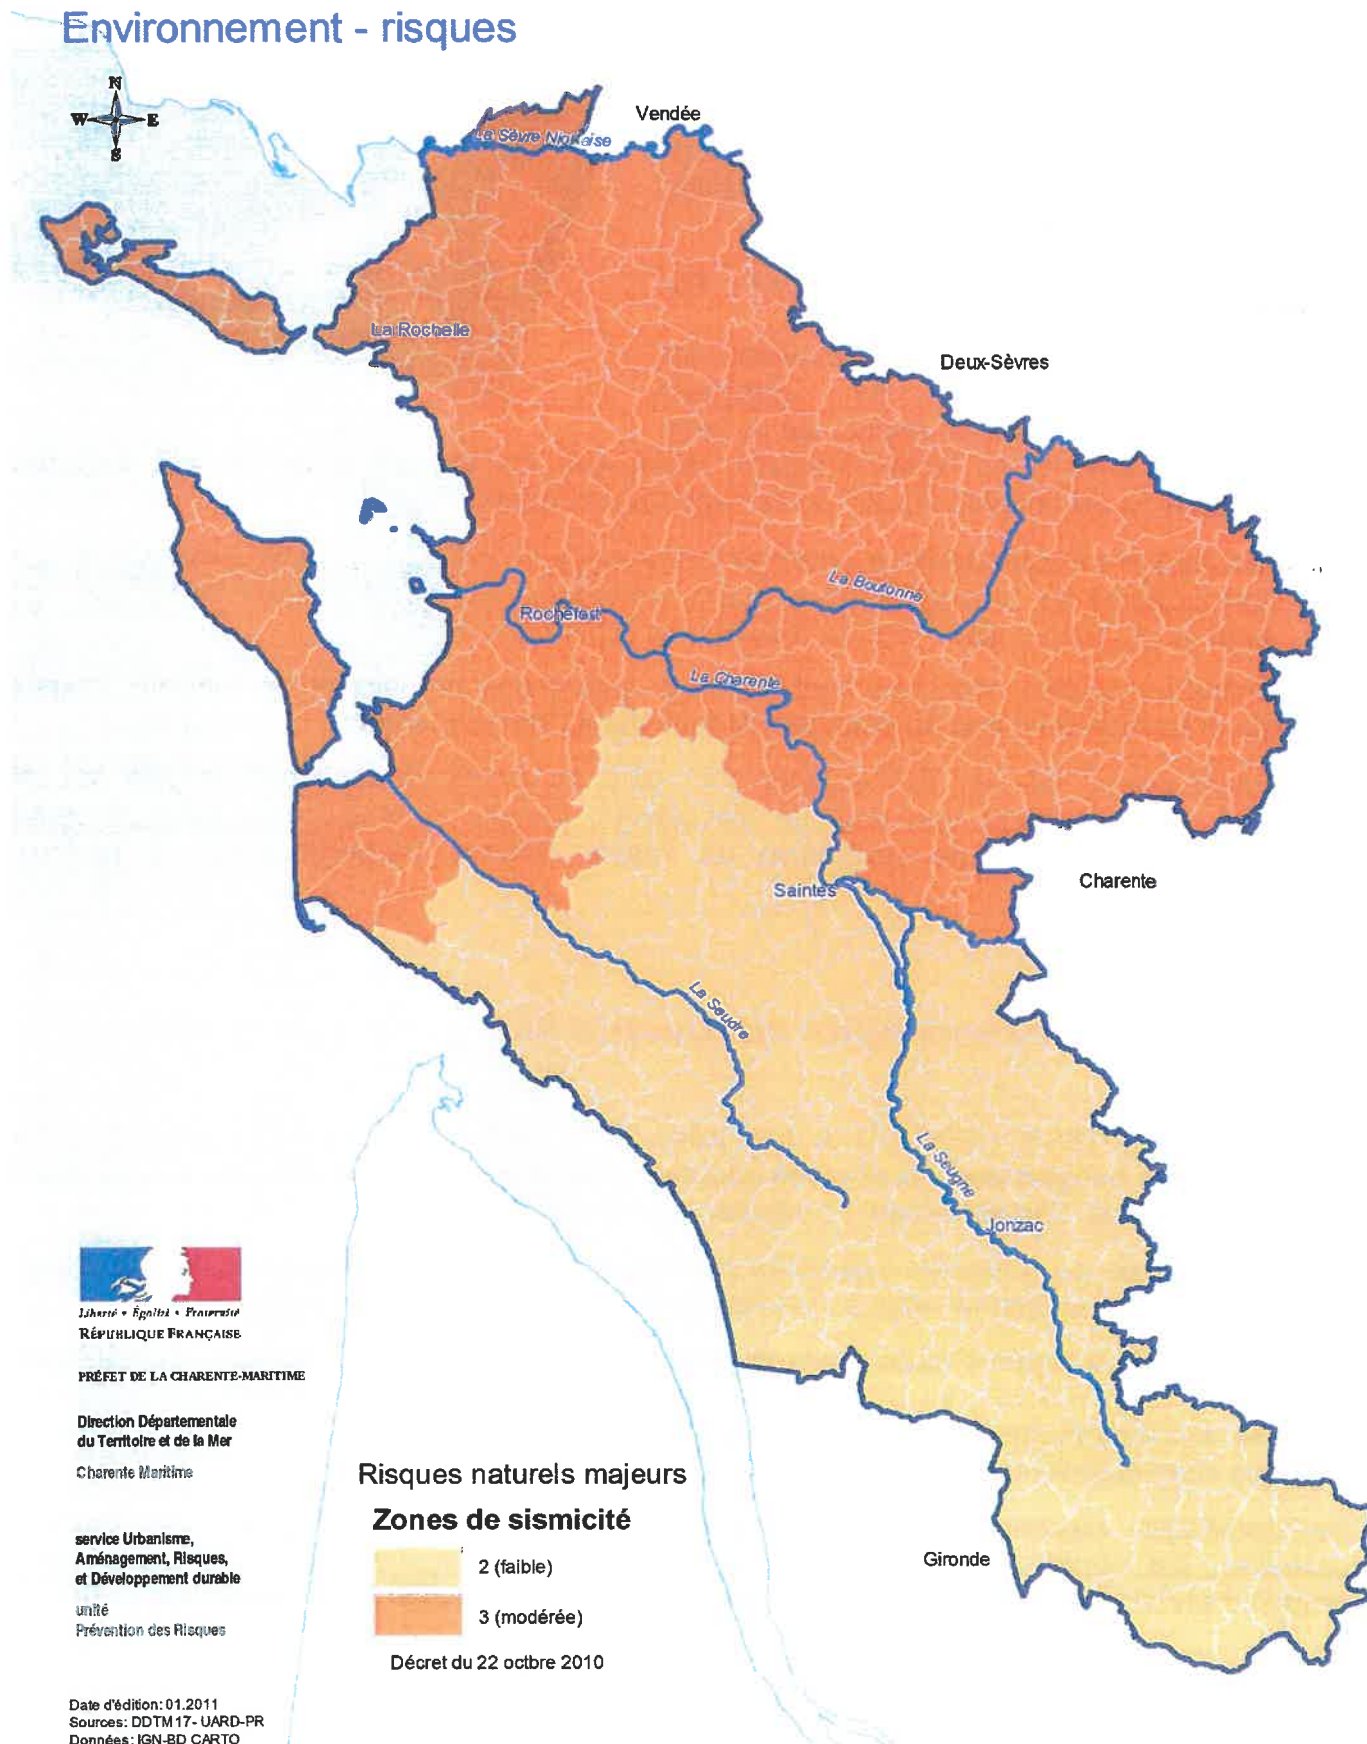 Environnement - risques
N
W E
S
Vendée
La Sèvre Niortaise
La Rochelle
Deux-Sèvres
La Boutonne
Rochefort
La Charente
Charente
Saintes
La Seudre
La Seugne
Jonzac
Gironde
Liberté • Égalité • Fraternité
RÉPUBLIQUE FRANÇAISE
PRÉFET DE LA CHARENTE-MARITIME
Direction Départementale
du Territoire et de la Mer
Charente Maritime
service Urbanisme,
Aménagement, Risques,
et Développement durable
unité
Prévention des Risques
Risques naturels majeurs
Zones de sismicité
2 (faible)
3 (modérée)
Décret du 22 octbre 2010
Date d'édition: 01.2011
Sources: DDTM17- UARD-PR
Données: IGN-BD CARTO